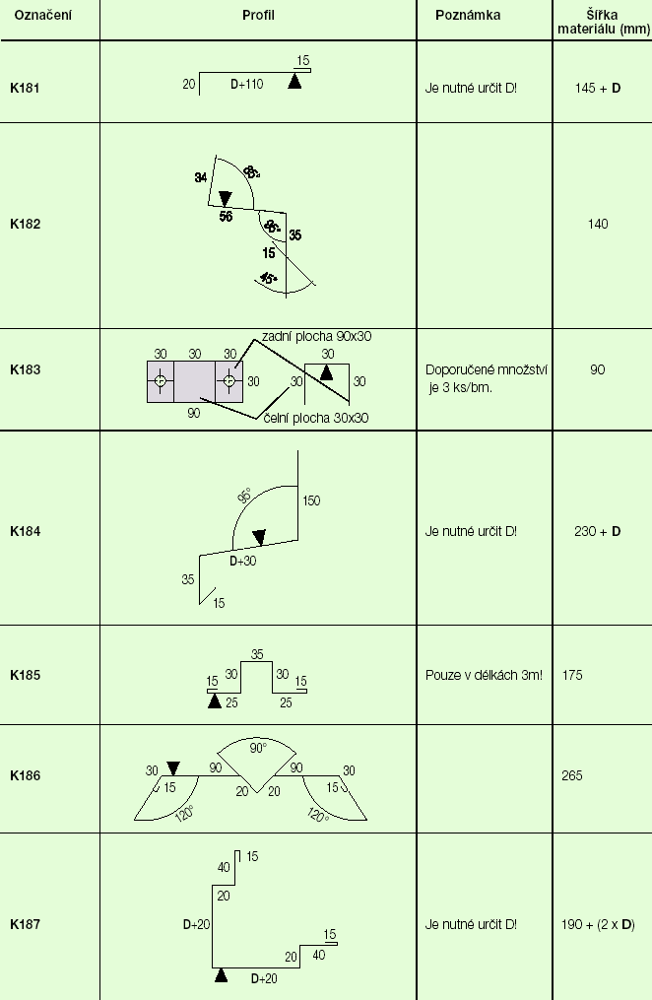 Označení Profil Poznámka Šířka
materiálu (mm)
15
K181 20 D+110 Je nutné určit D! 145 + D
34 85°
56
K182 85° 35 140
15
45°
zadní plocha 90x30
30 30 30 30
K183 30 30 30 Doporučené množství 90
je 3 ks/bm.
90
čelní plocha 30x30
95° 150
K184 Je nutné určit D! 230 + D
D+30
35
15
35
K185 15 30 30 15 Pouze v délkách 3m! 175
25 25
90°
K186 30 90 90 30 265
15 20 20 15
120° 120°
15
40
20
K187 D+20 Je nutné určit D! 190 + (2 x D)
15
20 40
D+20